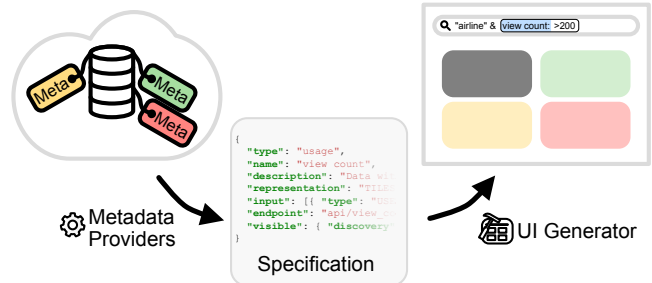 Meta
Meta
Meta
"airline" & view count: >200
{
"type": "usage",
"name": "view count",
"description": "Data wi
"representation": "TILE
"input": [{ "type":
"endpoint": "api/view_
"visible": { "discovery
}
Specification
Metadata
Providers
UI Generator